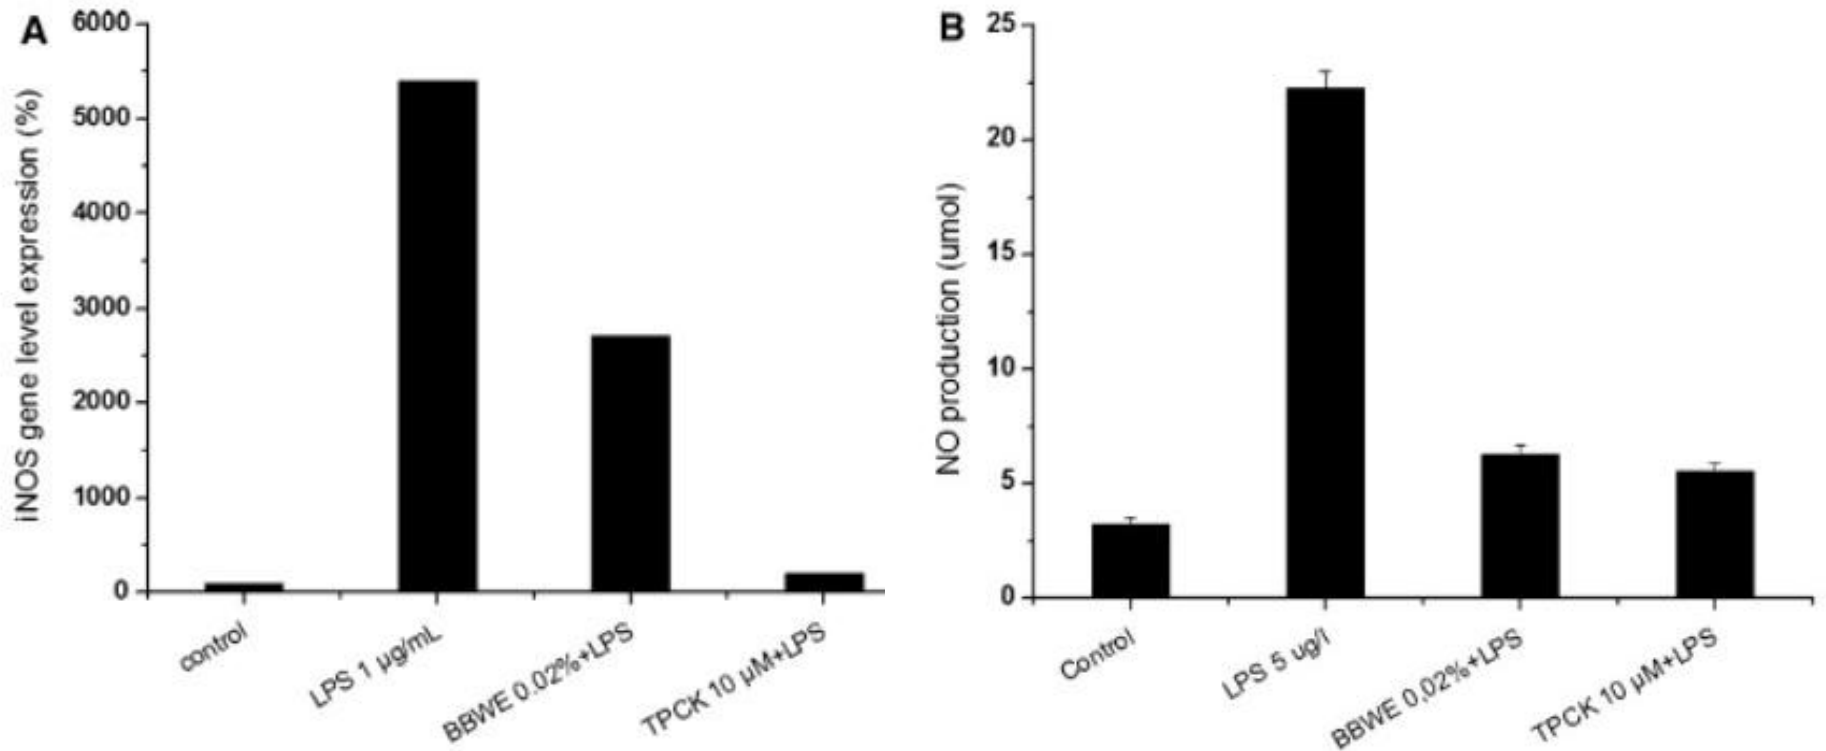 A
iNOS gene level expression (%)
6000
5000
4000
3000
2000
1000
0
control
LPS 1 µg/mL
BBWE 0.02%+LPS
TPCK 10 µM+LPS
B
NO production (umol)
25
20
15
10
5
0
Control
LPS 5 ug/l
BBWE 0,02%+LPS
TPCK 10 µM+LPS